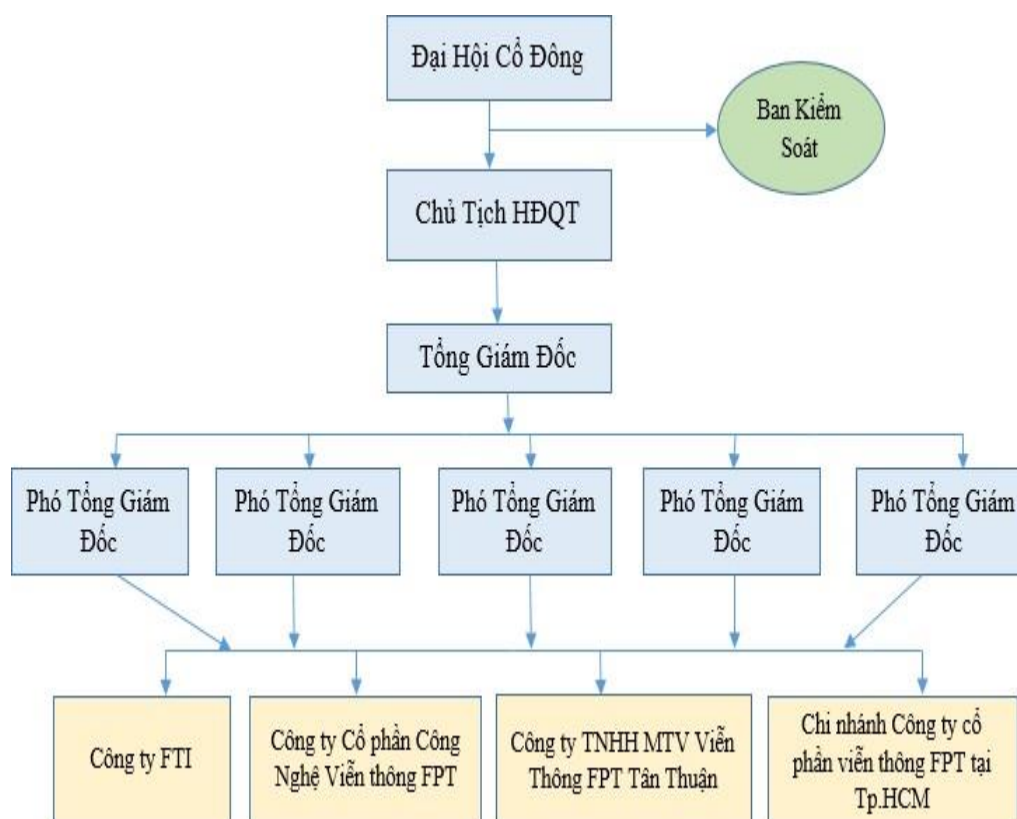 Đại Hội Cổ Đông
Ban Kiểm
Soát
Chủ Tịch HĐQT
Tổng Giám Đốc
Phó Tổng Giám
Đốc
Phó Tổng Giám
Đốc
Phó Tổng Giám
Đốc
Phó Tổng Giám
Đốc
Phó Tổng Giám
Đốc
Công ty FTI
Công ty Cổ phần Công
Nghệ Viễn thông FPT
Công ty TNHH MTV Viễn
Thông FPT Tân Thuận
Chi nhánh Công ty cổ
phần viễn thông FPT tại
Tp.HCM